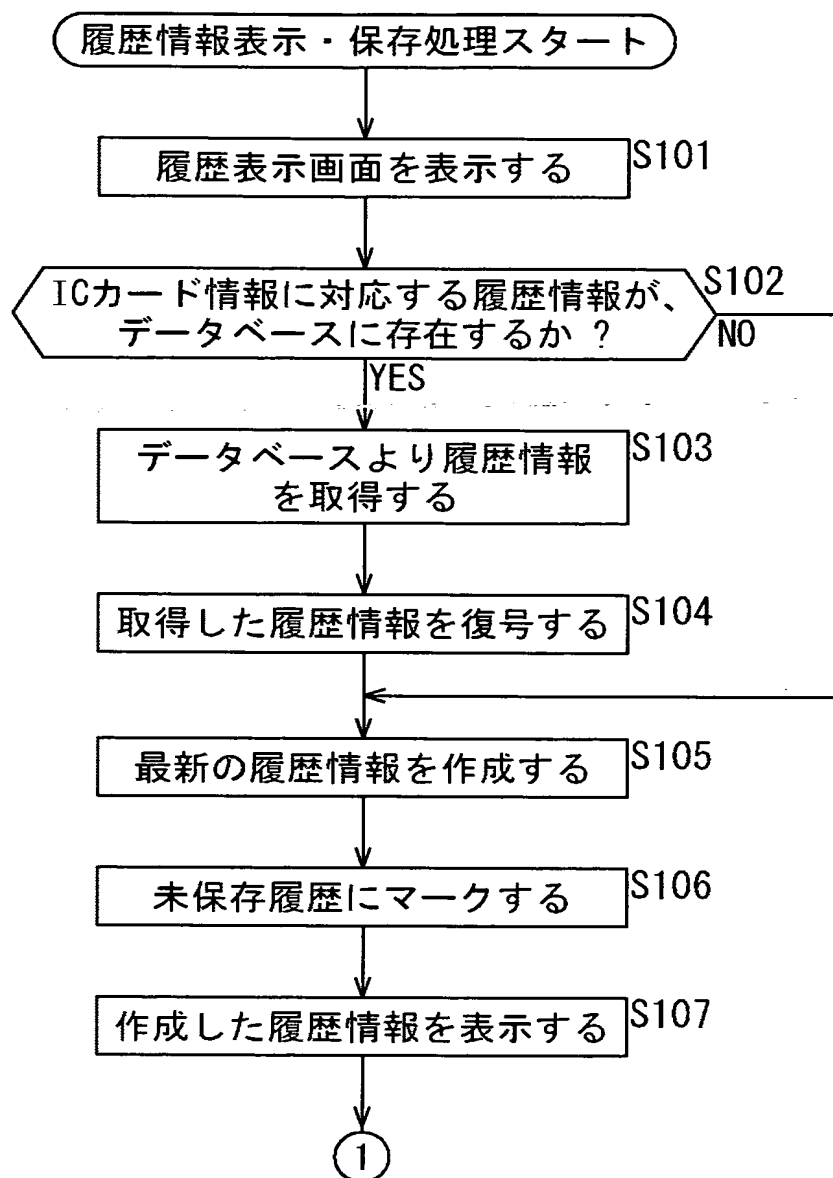 履歴情報表示・保存処理スタート
履歴表示画面を表示する
S101
ICカード情報に対応する履歴情報が、
データベースに存在するか ?
S102
NO
YES
データベースより履歴情報
を取得する
S103
取得した履歴情報を復号する
S104
最新の履歴情報を作成する
S105
未保存履歴にマークする
S106
作成した履歴情報を表示する
S107
1